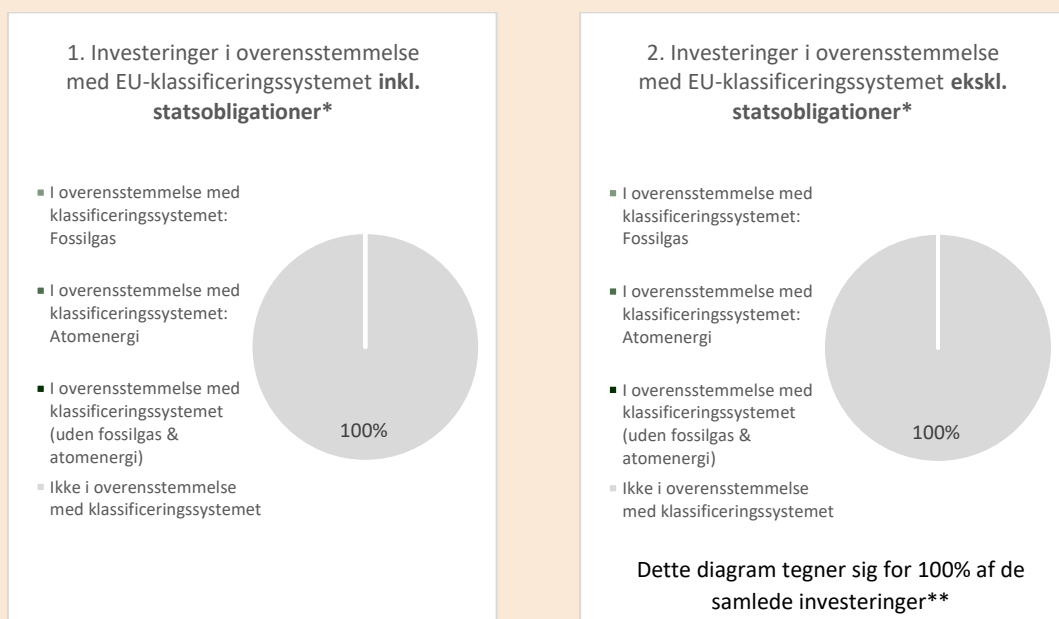 1. Investeringer i overensstemmelse
med EU-klassificeringssystemet inkl.
statsobligationer*
I overensstemmelse med
klassificeringssystemet:
Fossilgas
I overensstemmelse med
klassificeringssystemet:
Atomenergi
I overensstemmelse med
klassificeringssystemet
(uden fossilgas &
atomenergi)
Ikke i overensstemmelse
med klassificeringssystemet
100%
2. Investeringer i overensstemmelse
med EU-klassificeringssystemet ekskl.
statsobligationer*
I overensstemmelse med
klassificeringssystemet:
Fossilgas
I overensstemmelse med
klassificeringssystemet:
Atomenergi
I overensstemmelse med
klassificeringssystemet
(uden fossilgas &
atomenergi)
Ikke i overensstemmelse
med klassificeringssystemet
100%
Dette diagram tegner sig for 100% af de
samlede investeringer**